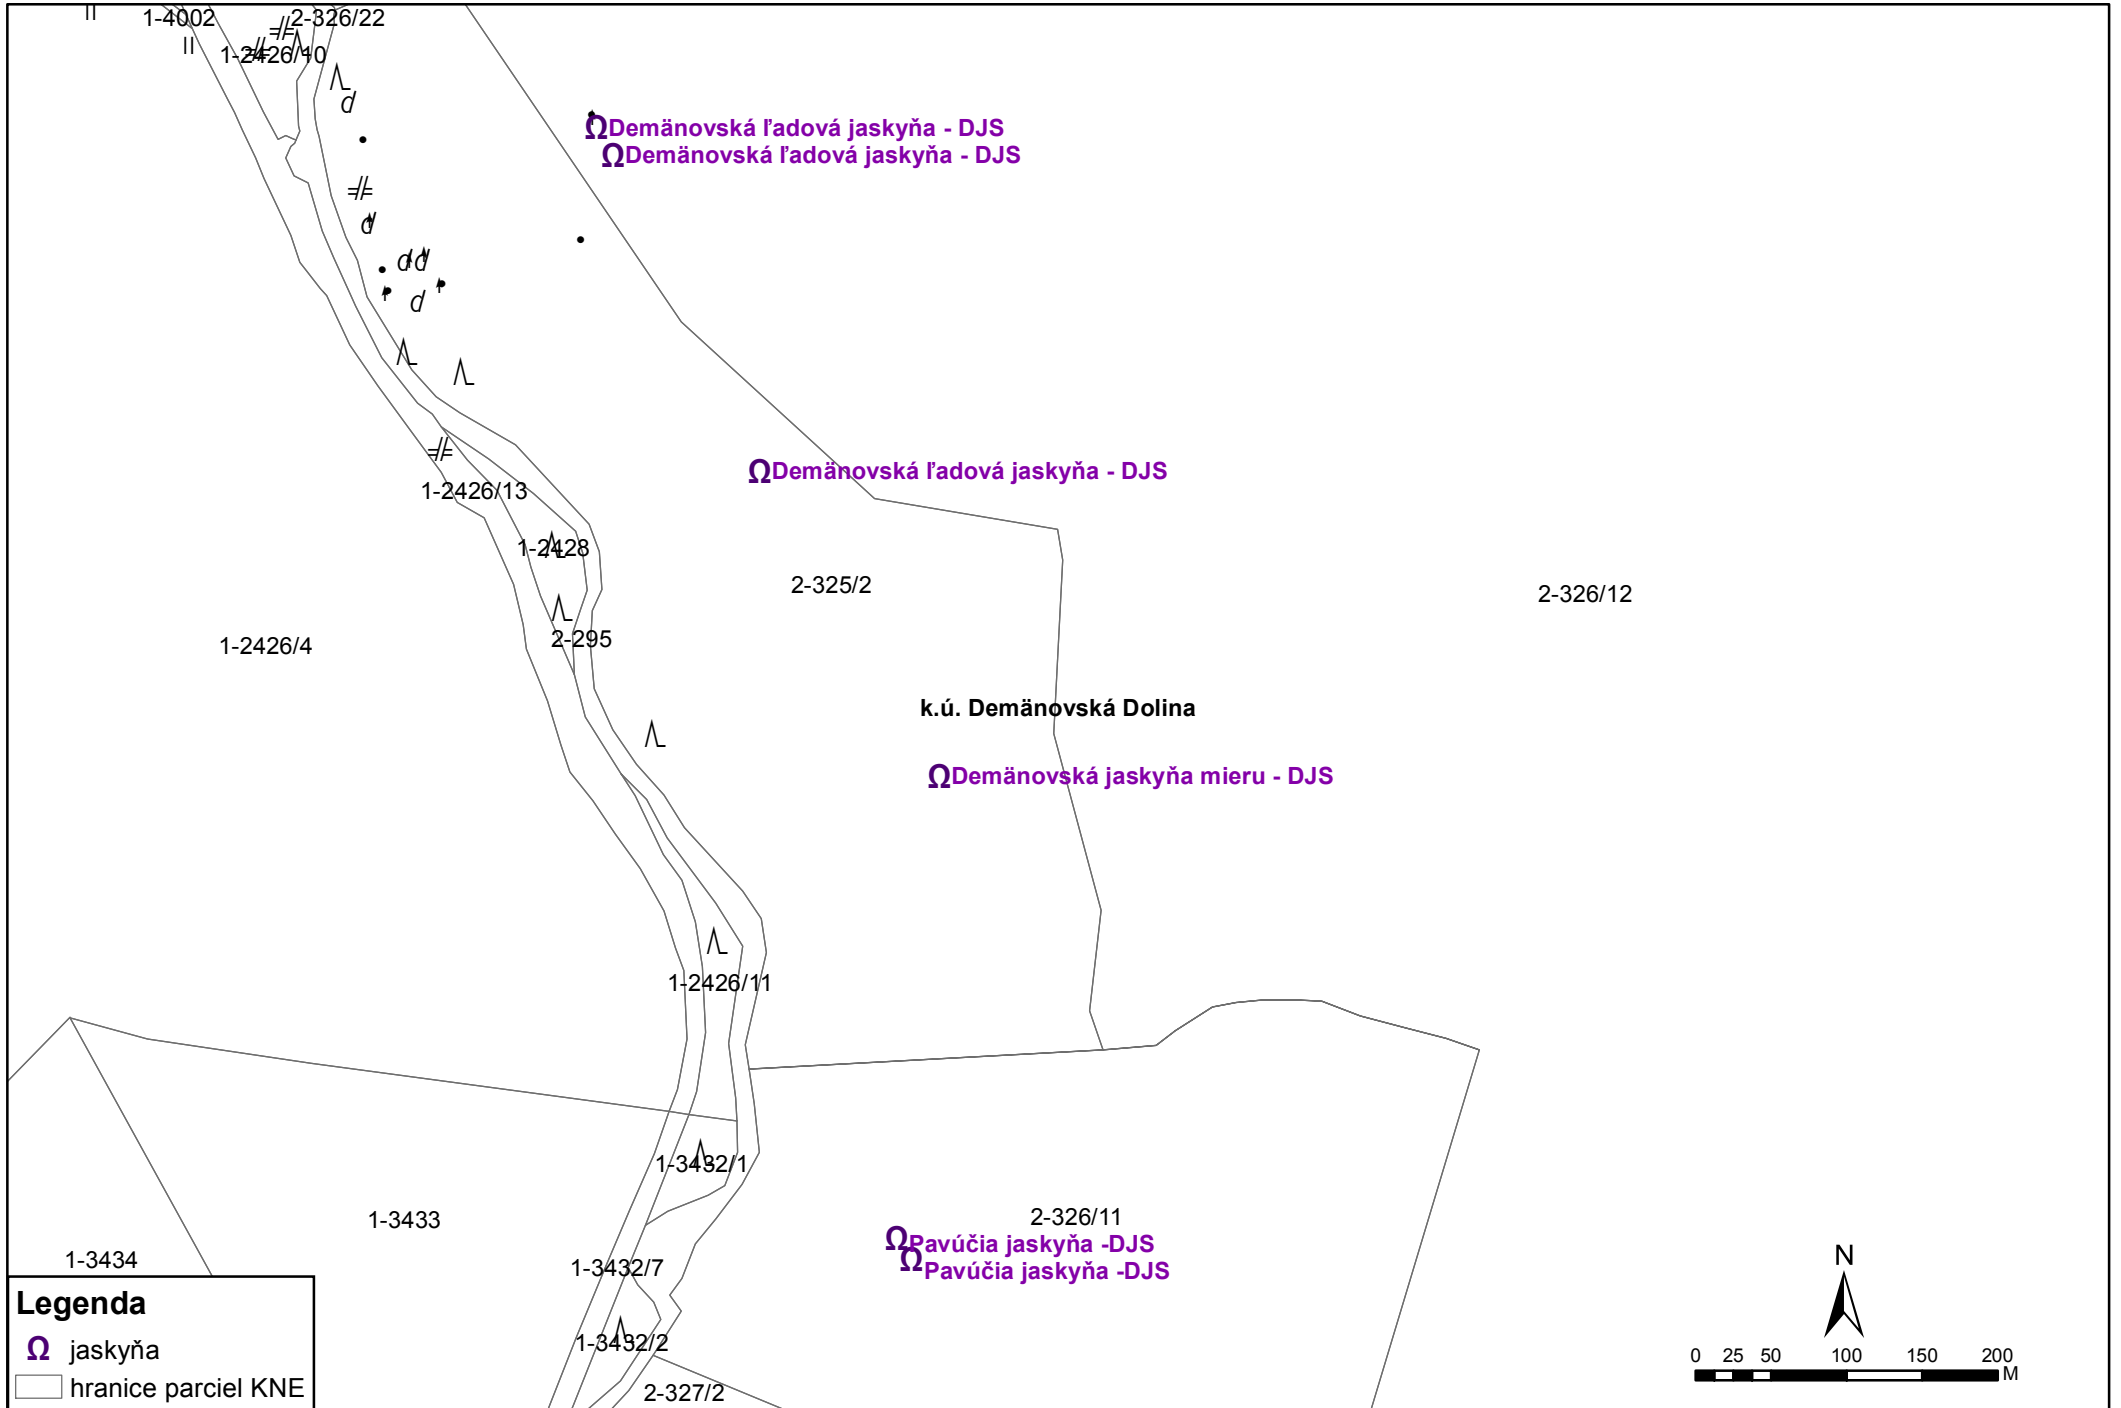 1-4002
2-326/22
1-2426/10
Demänovská ľadová jaskyňa - DJS
Demänovská ľadová jaskyňa - DJS
Demänovská ľadová jaskyňa - DJS
1-2426/13
1-2428
2-325/2
2-326/12
2-295
1-2426/4
k.ú. Demänovská Dolina
Demänovská jaskyňa mieru - DJS
1-2426/11
1-3432/1
1-3433
2-326/11
Pavúčia jaskyňa -DJS
Pavúčia jaskyňa -DJS
1-3434
1-3432/7
1-3432/2
2-327/2
Legenda
Ω jaskyňa
hranice parciel KNE
N
0 25 50 100 150 200
M